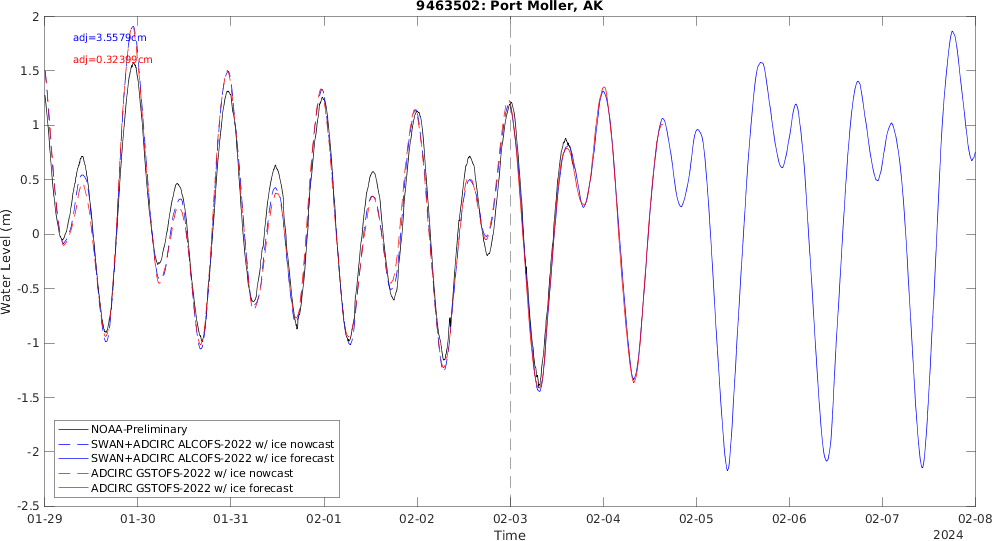 9463502: Port Moller, AK
adj=3.5579cm
adj=0.32399cm
Water Level (m)
2
1.5
1
0.5
0
-0.5
-1
-1.5
-2
-2.5
NOAA-Preliminary
SWAN+ADCIRC ALCOFS-2022 w/ ice nowcast
SWAN+ADCIRC ALCOFS-2022 w/ ice forecast
ADCIRC GSTOFS-2022 w/ ice nowcast
ADCIRC GSTOFS-2022 w/ ice forecast
01-29 01-30 01-31 02-01 02-02 02-03 02-04 02-05 02-06 02-07 02-08
Time
2024